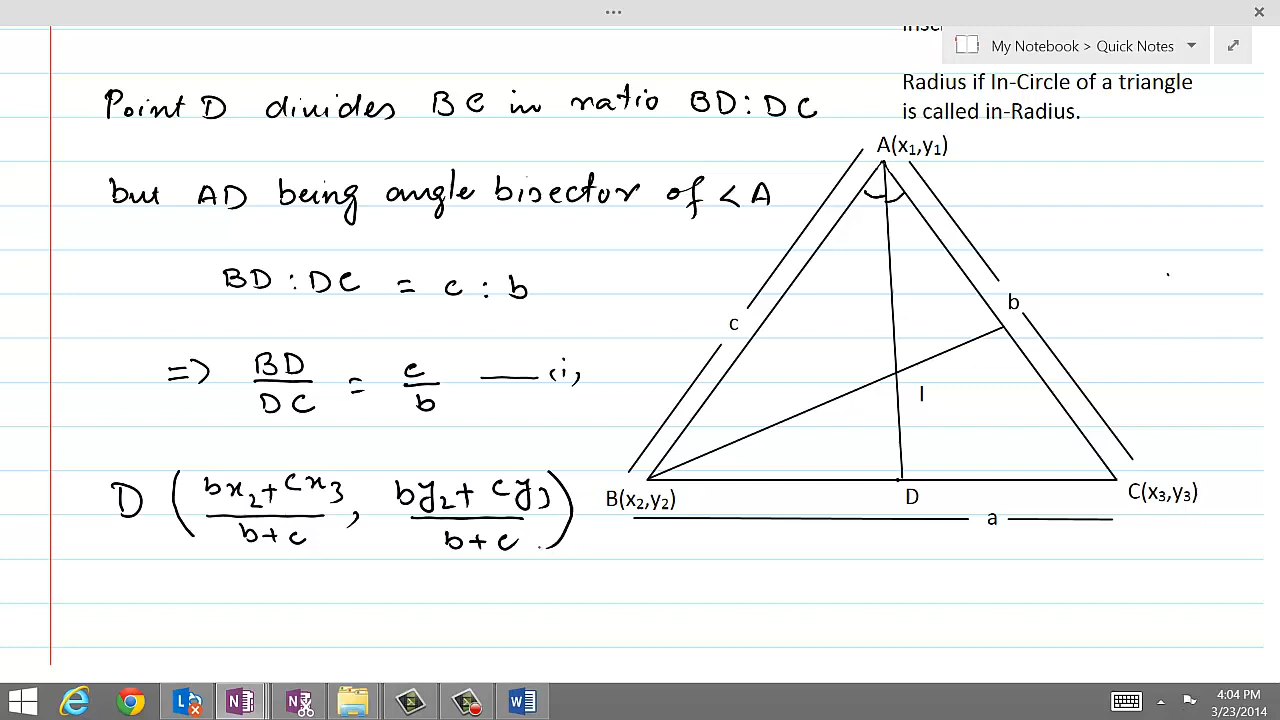 My Notebook > Quick Notes
Radius if In-Circle of a triangle
is called in-Radius.
Point D divides BC in ratio BD:DC
but AD being angle bisector of <A
BD : DC = c : b
=> BD/DC = c/b —— (i)
D ( bx₂+cx₃/b+c , by₂+cy₃/b+c )
A(x₁,y₁)
c
b
I
B(x₂,y₂)
D
C(x₃,y₃)
a
4:04 PM
3/23/2014